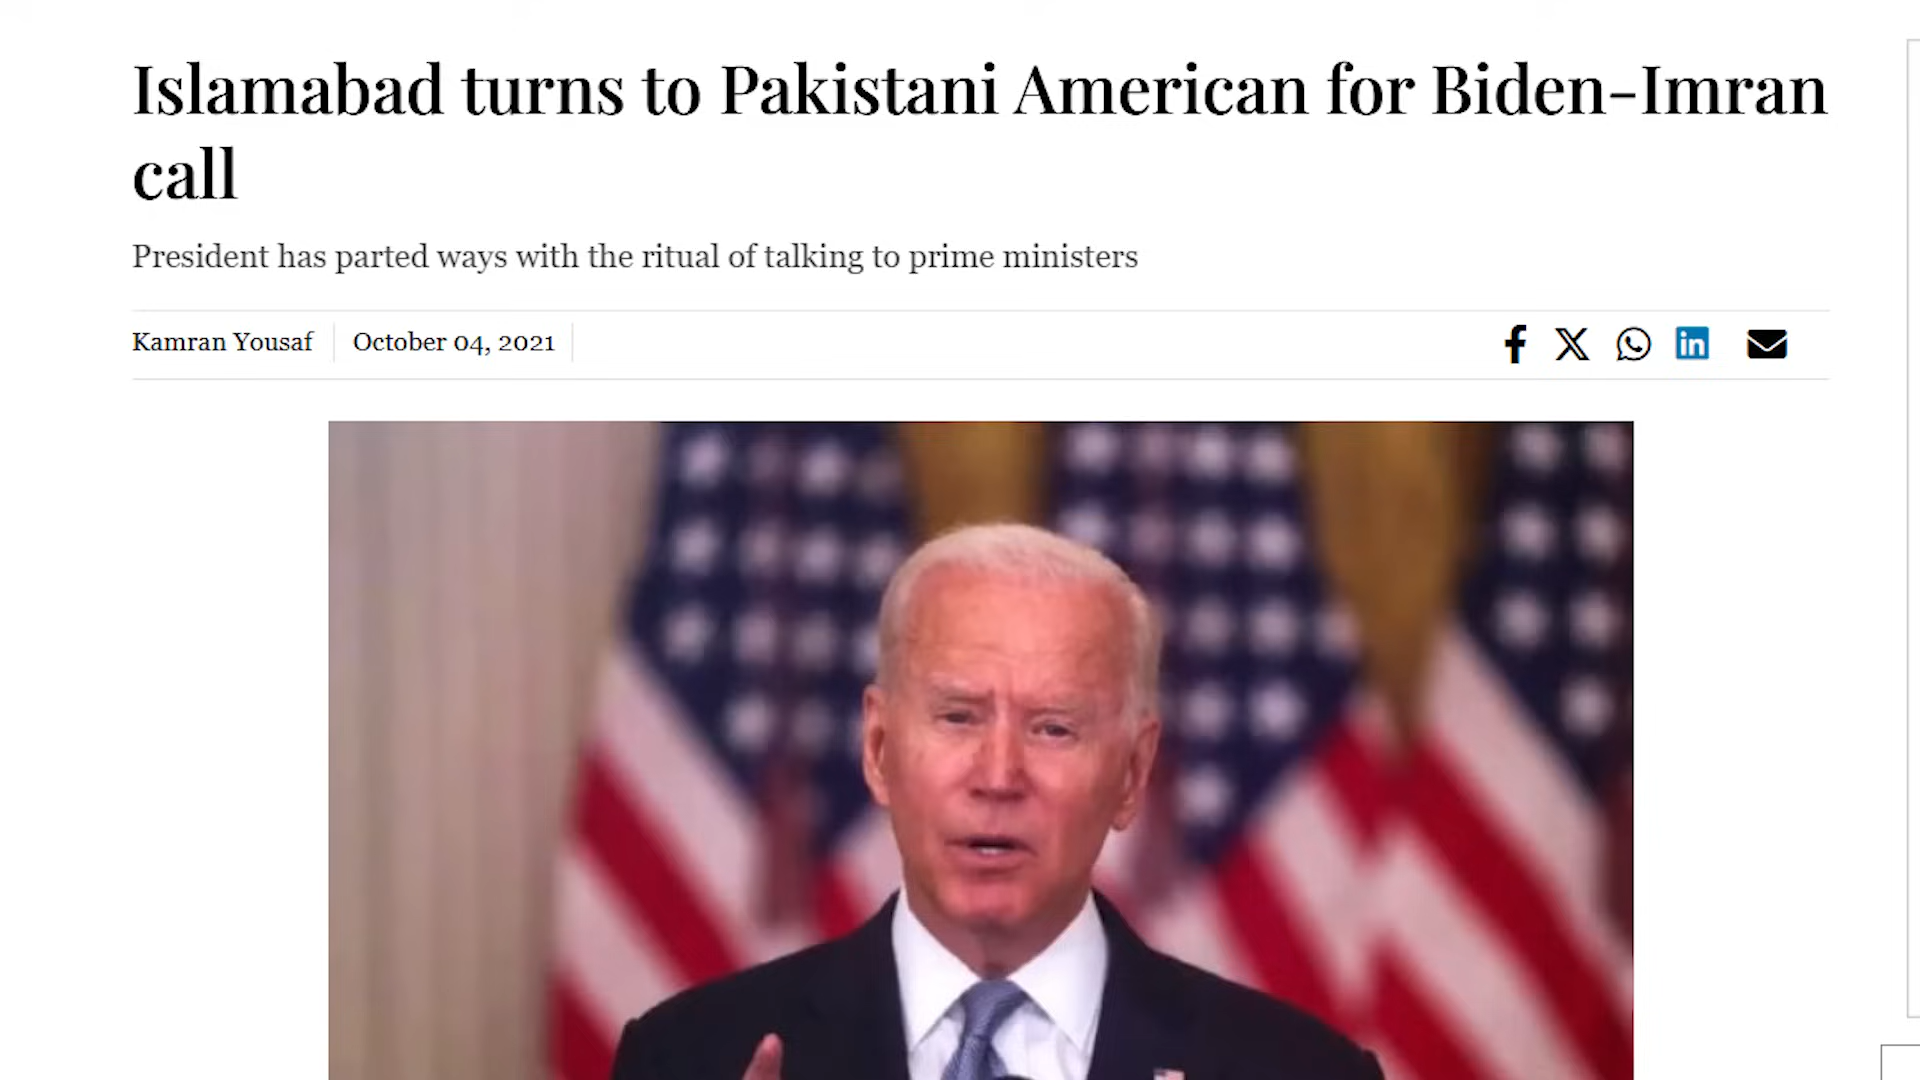 Islamabad turns to Pakistani American for Biden-Imran
call
President has parted ways with the ritual of talking to prime ministers
Kamran Yousaf
October 04, 2021